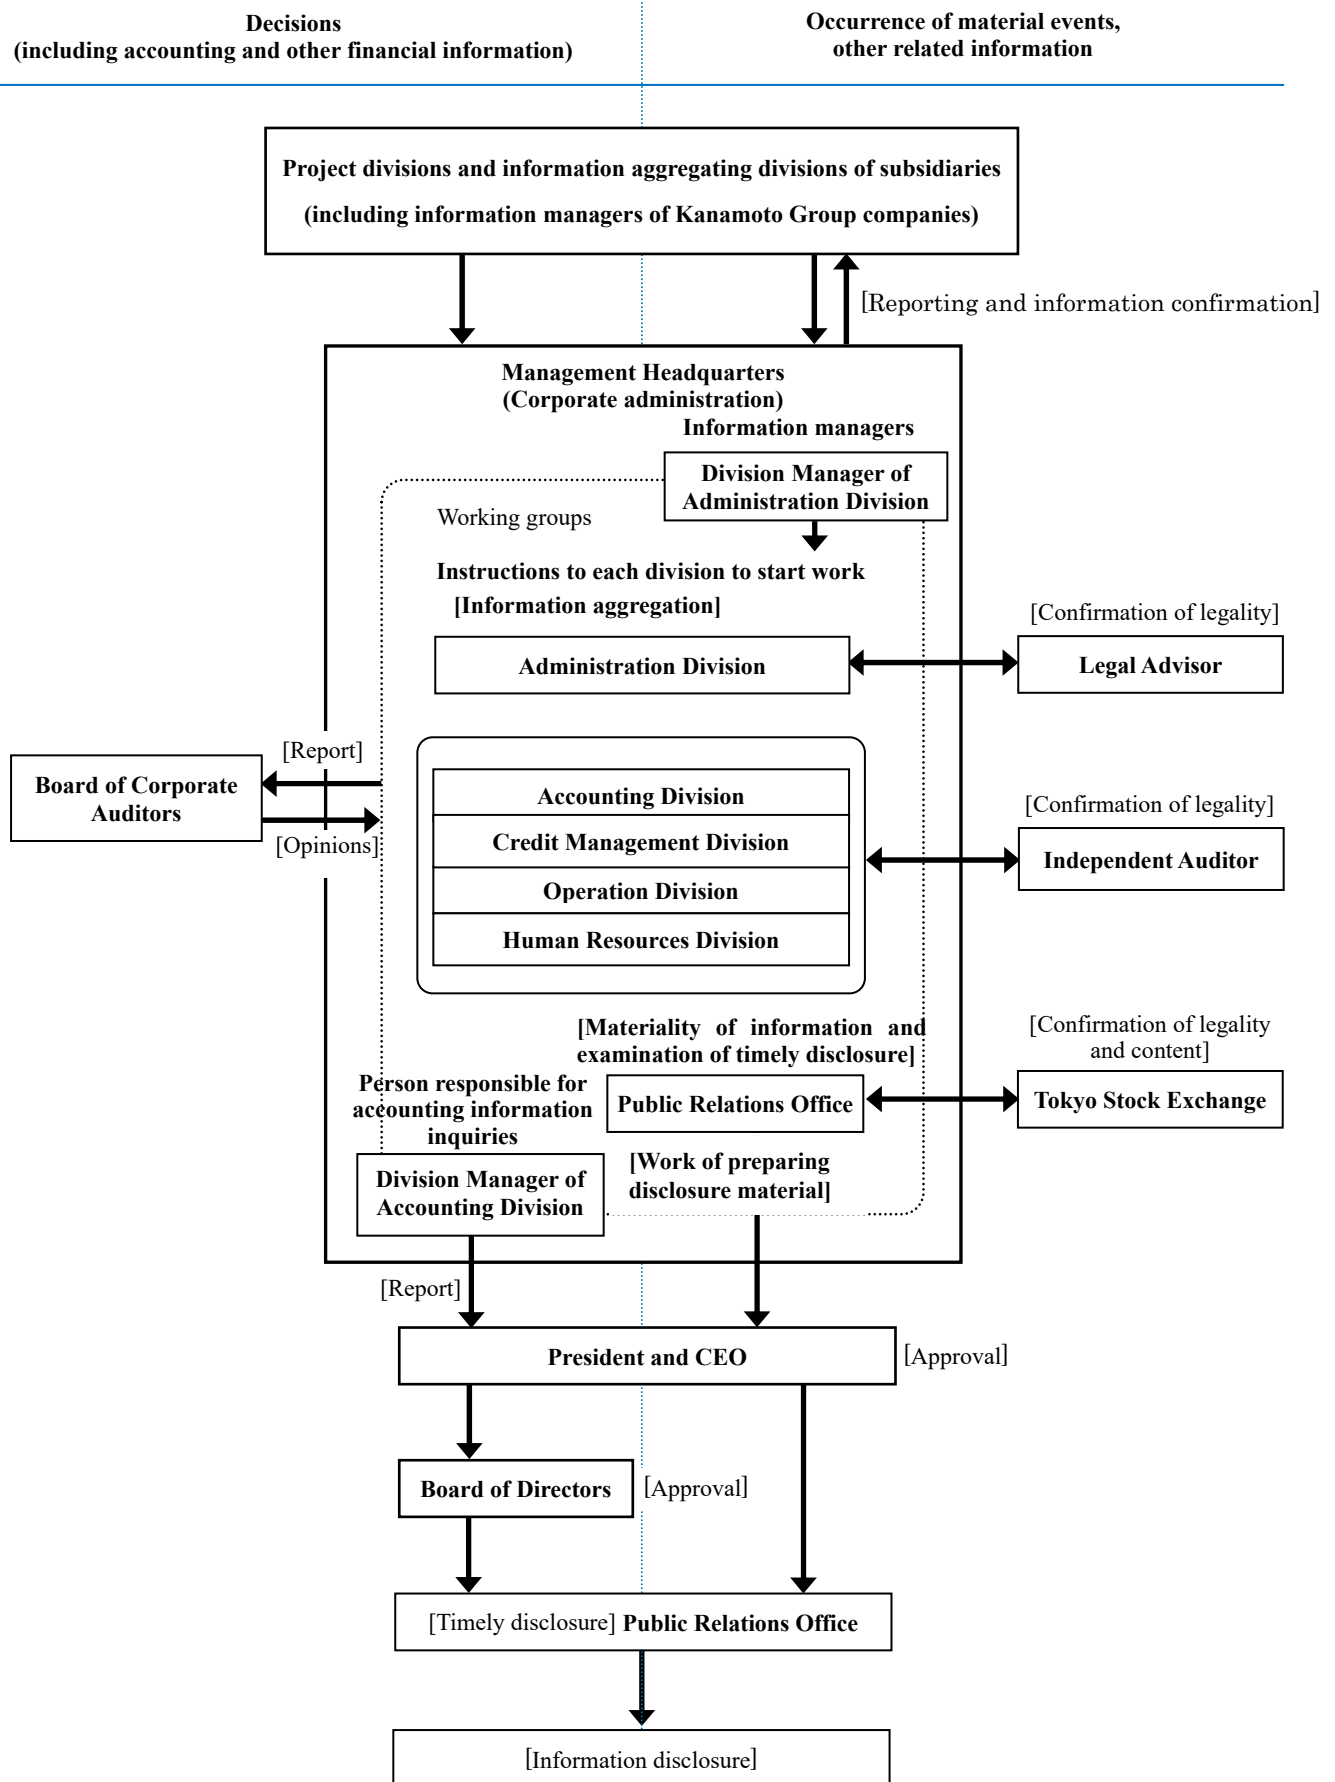 Decisions
(including accounting and other financial information)
Occurrence of material events,
other related information
Project divisions and information aggregating divisions of subsidiaries
(including information managers of Kanamoto Group companies)
[Reporting and information confirmation]
Management Headquarters
(Corporate administration)
Information managers
Division Manager of
Administration Division
Working groups
Instructions to each division to start work
[Information aggregation]
Administration Division
[Confirmation of legality]
Legal Advisor
[Report]
Board of Corporate
Auditors
[Opinions]
Accounting Division
Credit Management Division
Operation Division
Human Resources Division
[Confirmation of legality]
Independent Auditor
[Materiality of information and
examination of timely disclosure]
Public Relations Office
[Confirmation of legality
and content]
Tokyo Stock Exchange
Person responsible for
accounting information
inquiries
Division Manager of
Accounting Division
[Work of preparing
disclosure material]
[Report]
President and CEO
[Approval]
Board of Directors
[Approval]
[Timely disclosure] Public Relations Office
[Information disclosure]